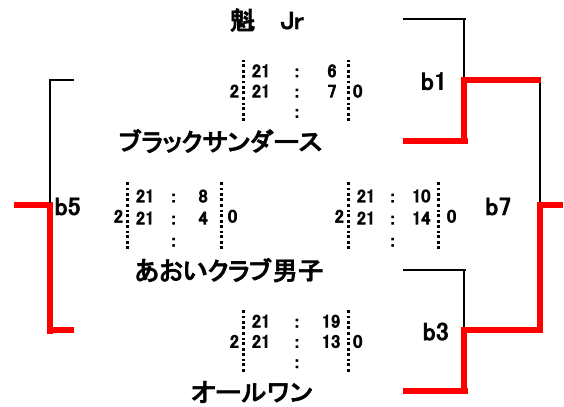 魁　Jr
21 : 6
b1
2 21 : 7 0
:
ブラックサンダース
21 : 8
21 : 10
b5
2 21 : 4 0
2 21 : 14 0
b7
:
:
あおいクラブ男子
21 : 19
b3
2 21 : 13 0
:
オールワン